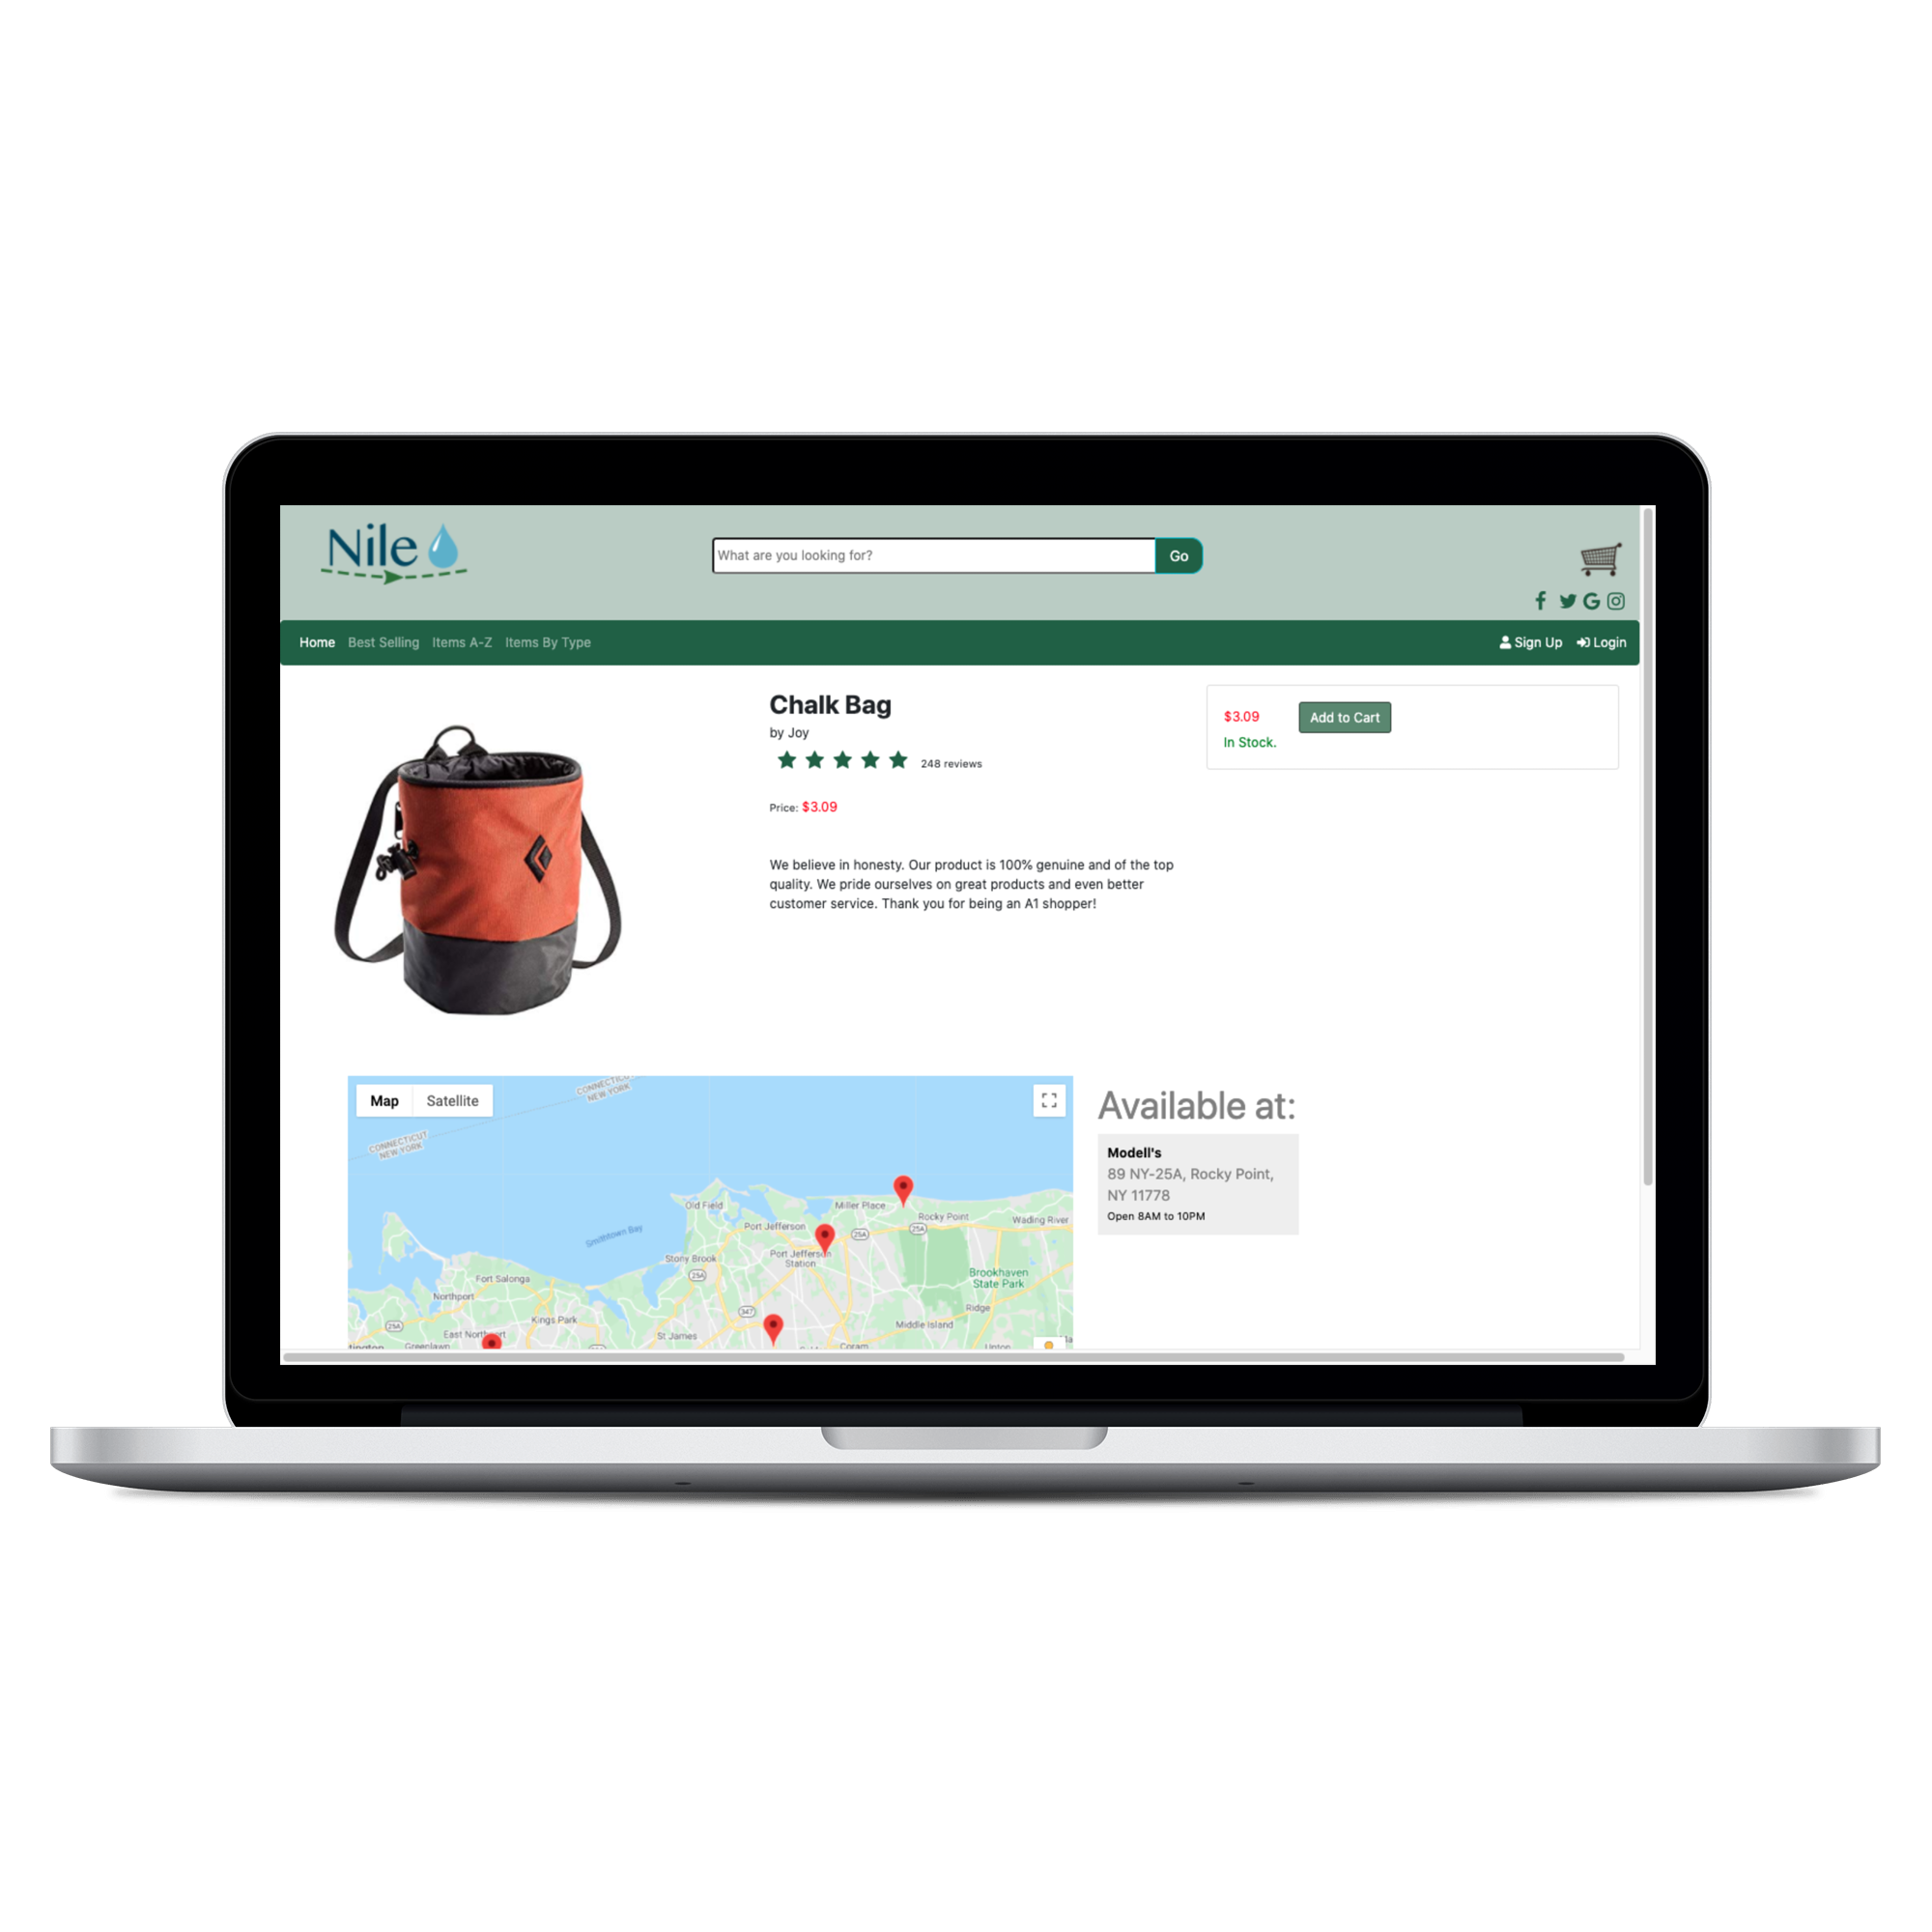 Nile
What are you looking for?
Go
Home Best Selling Items A-Z Items By Type
Sign Up Login
Chalk Bag
by Joy
248 reviews
Price: $3.09
We believe in honesty. Our product is 100% genuine and of the top
quality. We pride ourselves on great products and even better
customer service. Thank you for being an A1 shopper!
$3.09
Add to Cart
In Stock.
Map Satellite
CONNECTICUT
NEW YORK
CONNECTICUT
NEW YORK
Old Field
Miller Place
Rocky Point
Wading River
Port Jefferson
25A
25A
Smithtown Bay
Port Jefferson
Station
Stony Brook
25A
Brookhaven
State Park
Fort Salonga
Northport
Ridge
347
Kings Park
Middle Island
25A
East Northport
St James
Greenlawn
Coram
Upton
Available at:
Modell's
89 NY-25A, Rocky Point,
NY 11778
Open 8AM to 10PM